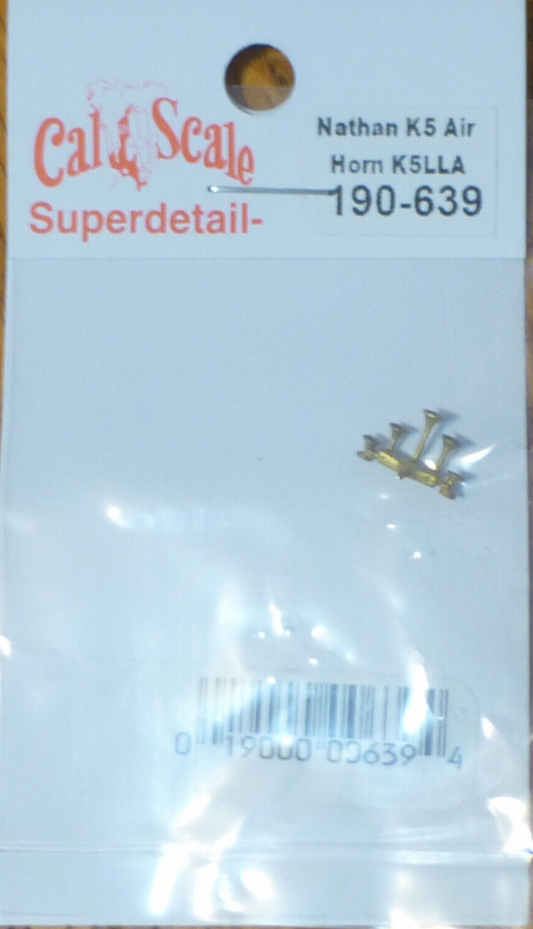 Cal Scale
Superdetail-
Nathan K5 Air
Horn K5LLA
190-639
0 19000 00639 4